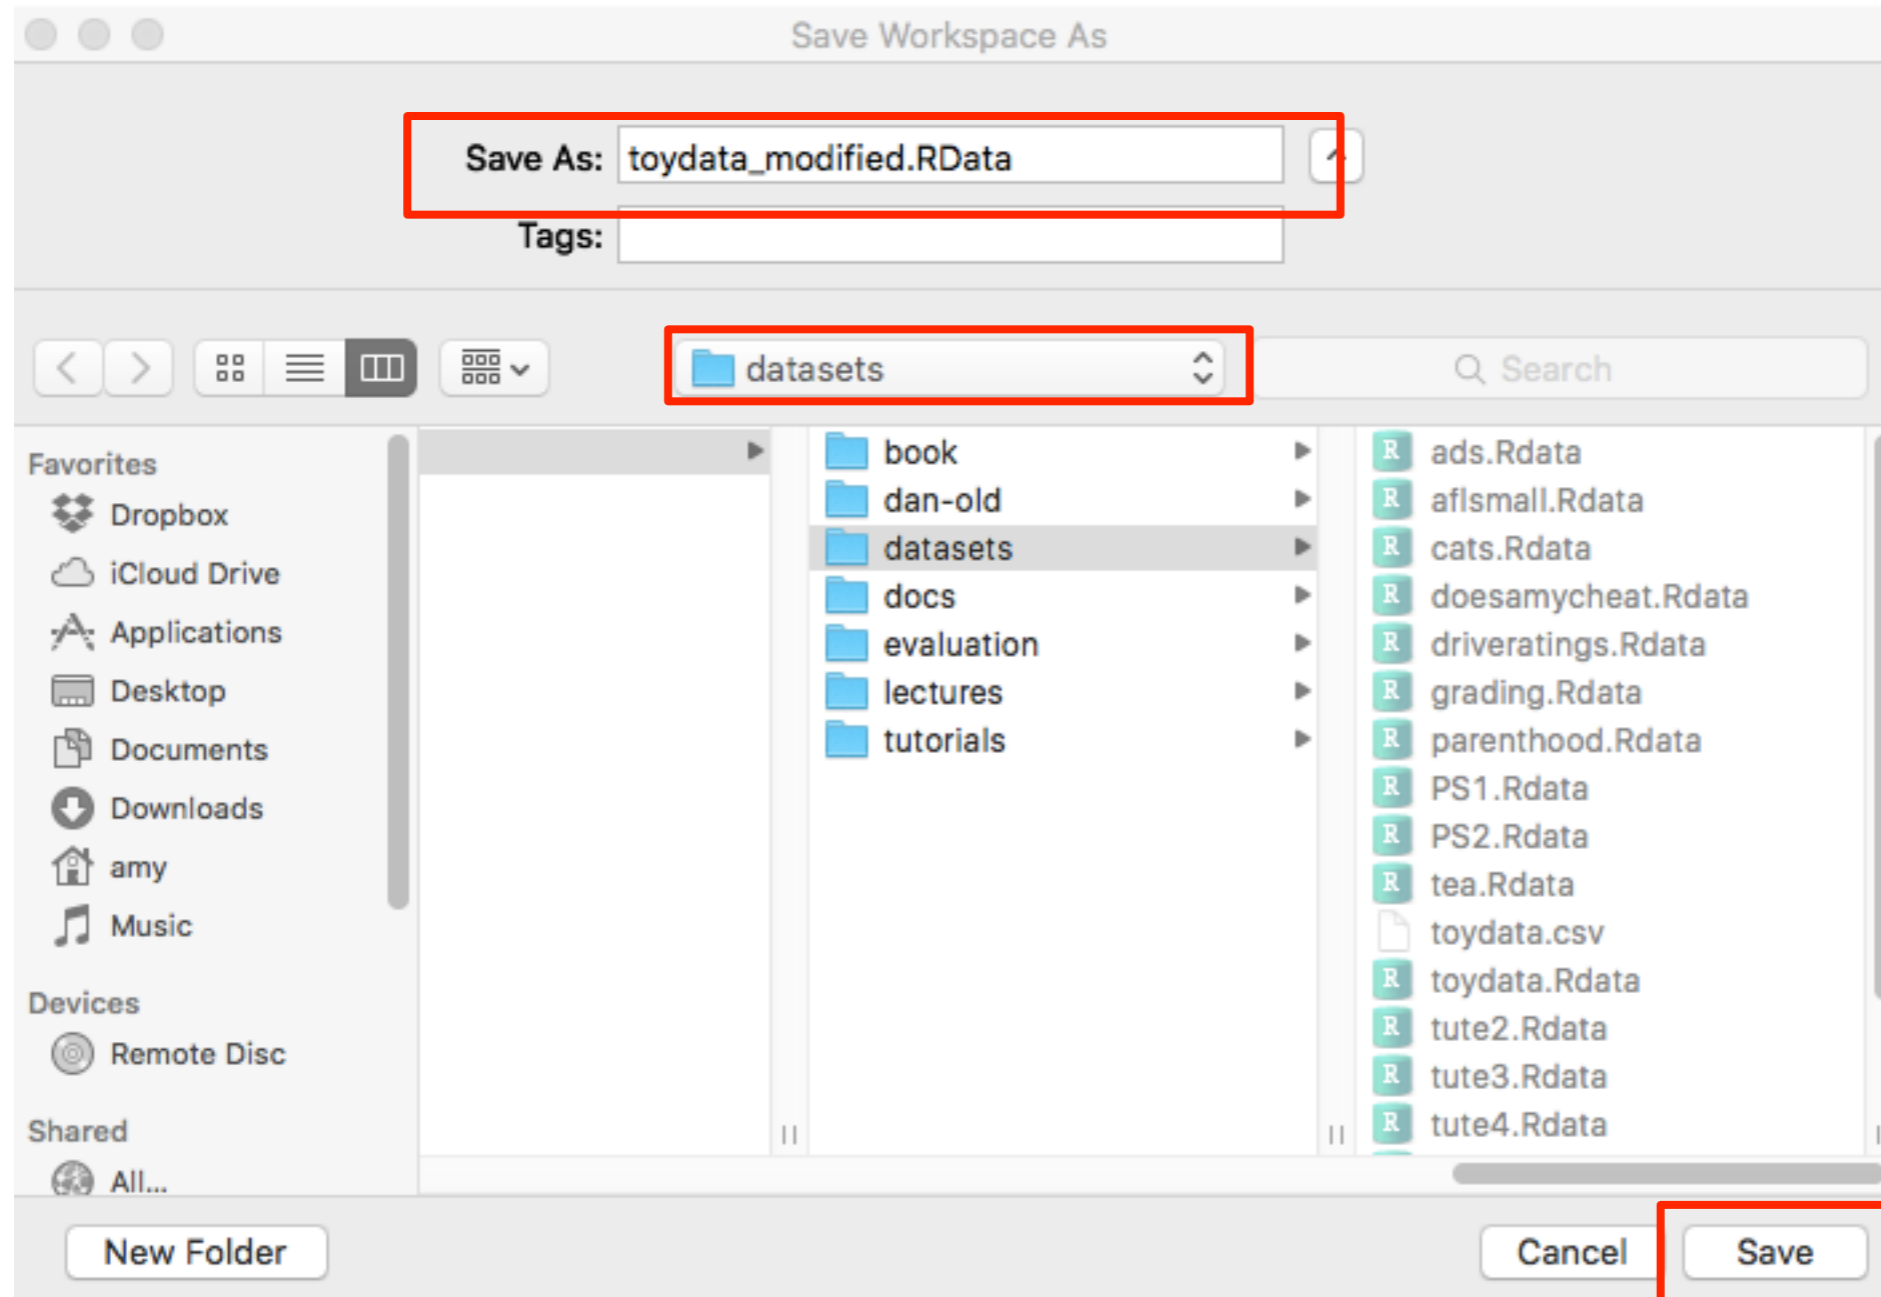 Save Workspace As
Save As: toydata_modified.RData
Tags:
datasets
Search
Favorites
Dropbox
iCloud Drive
Applications
Desktop
Documents
Downloads
amy
Music
Devices
Remote Disc
Shared
All...
book
dan-old
datasets
docs
evaluation
lectures
tutorials
R ads.Rdata
R aflsmall.Rdata
R cats.Rdata
R doesamycheat.Rdata
R driveratings.Rdata
R grading.Rdata
R parenthood.Rdata
R PS1.Rdata
R PS2.Rdata
R tea.Rdata
toydata.csv
R toydata.Rdata
R tute2.Rdata
R tute3.Rdata
R tute4.Rdata
New Folder
Cancel
Save